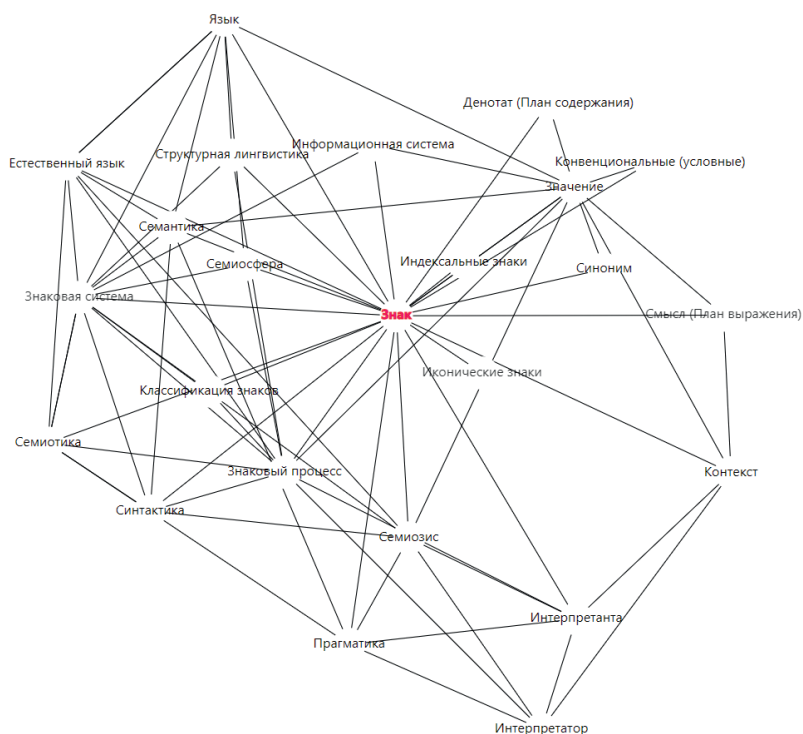 Язык
Денотат (План содержания)
Структурная лингвистика
Информационная система
Естественный язык
Конвенциональные (условные)
Значение
Семантика
Семиосфера
Индексальные знаки
Синоним
Знаковая система
Знак
Смысл (План выражения)
Классификация знаков
Иконические знаки
Семиотика
Знаковый процесс
Контекст
Синтактика
Семиозис
Интерпретанта
Прагматика
Интерпретатор